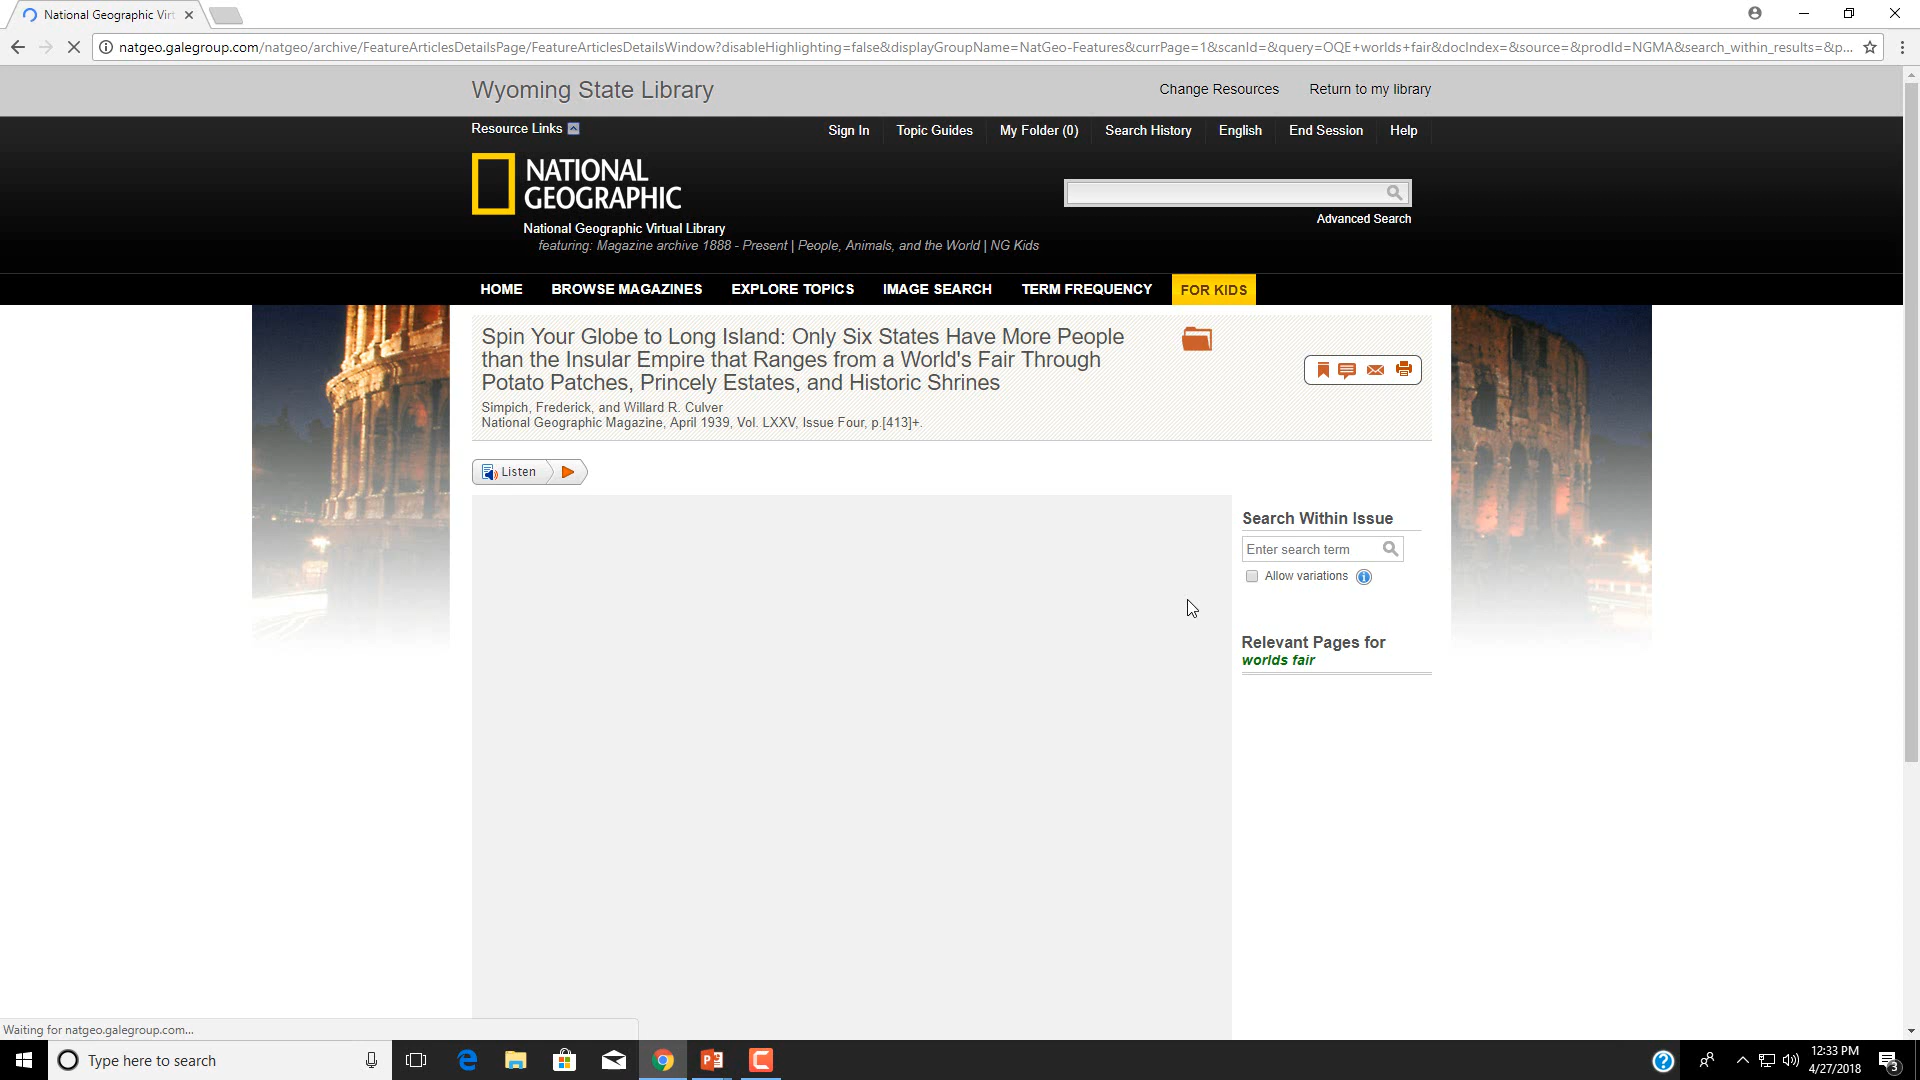 National Geographic Virt
natgeo.galegroup.com/natgeo/archive/FeatureArticlesDetailsPage/FeatureArticlesDetailsWindow?disableHighlighting=false&displayGroupName=NatGeo-Features&currPage=1&scanId=&query=OQE+worlds+fair&docIndex=&source=&prodId=NGMA&search_within_results=&p...
Wyoming State Library
Change Resources
Return to my library
Resource Links
Sign In
Topic Guides
My Folder (0)
Search History
English
End Session
Help
NATIONAL
GEOGRAPHIC
National Geographic Virtual Library
featuring: Magazine archive 1888 - Present | People, Animals, and the World | NG Kids
Advanced Search
HOME
BROWSE MAGAZINES
EXPLORE TOPICS
IMAGE SEARCH
TERM FREQUENCY
FOR KIDS
Spin Your Globe to Long Island: Only Six States Have More People
than the Insular Empire that Ranges from a World's Fair Through
Potato Patches, Princely Estates, and Historic Shrines
Simpich, Frederick, and Willard R. Culver
National Geographic Magazine, April 1939, Vol. LXXV, Issue Four, p.[413]+.
Listen
Search Within Issue
Enter search term
Allow variations
Relevant Pages for
worlds fair
Waiting for natgeo.galegroup.com...
Type here to search
12:33 PM
4/27/2018
3